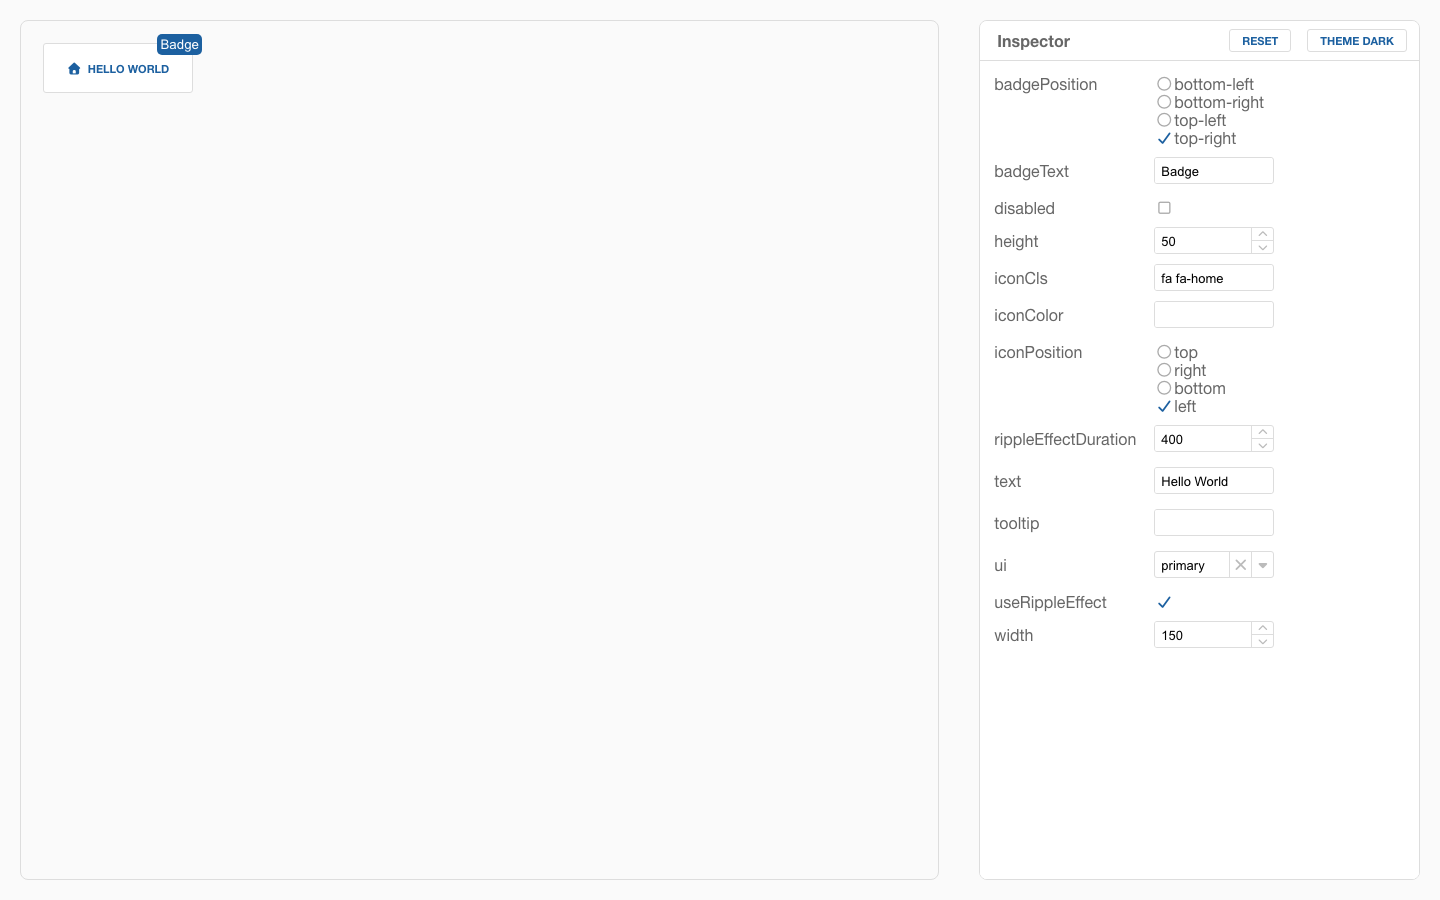 Badge
HELLO WORLD
Inspector
RESET
THEME DARK
badgePosition
bottom-left
bottom-right
top-left
top-right
badgeText
Badge
disabled
height
50
iconCls
fa fa-home
iconColor
iconPosition
top
right
bottom
left
rippleEffectDuration
400
text
Hello World
tooltip
ui
primary
useRippleEffect
width
150